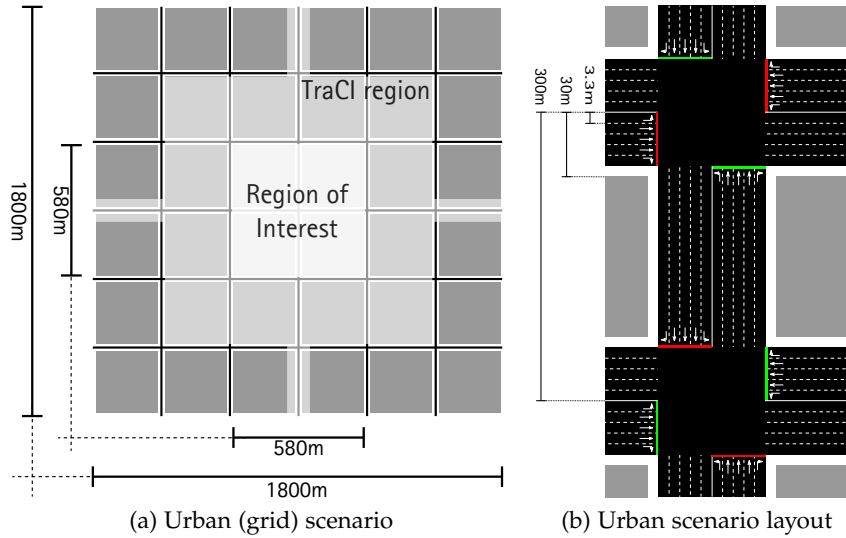 TraCI region
Region of
Interest
1800m
580m
580m
1800m
300m
30m
3.3m
(a) Urban (grid) scenario
(b) Urban scenario layout